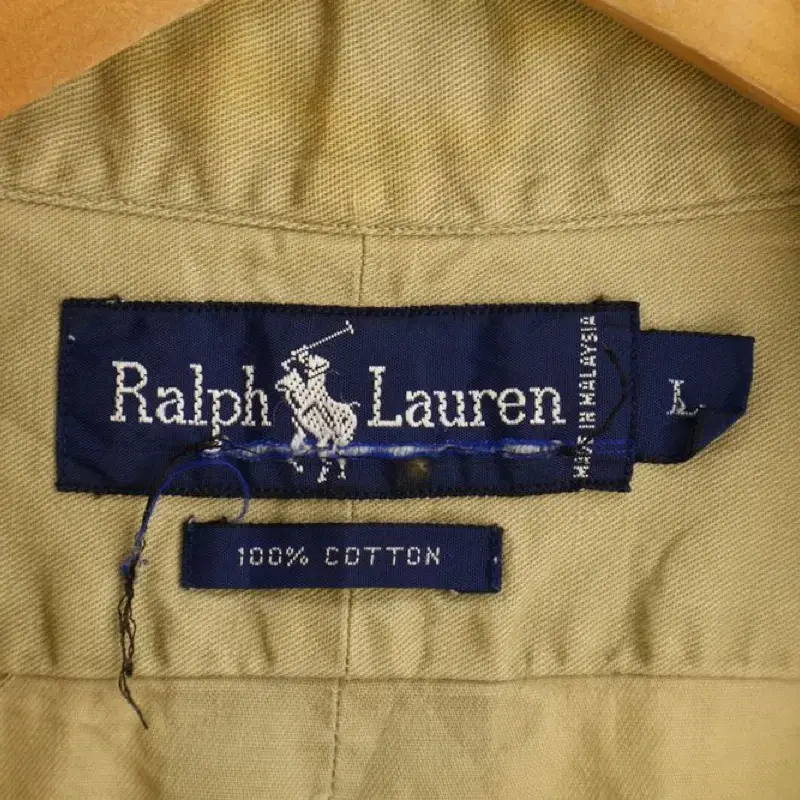 Ralph Lauren
MADE IN MALAYSIA
L
100% COTTON